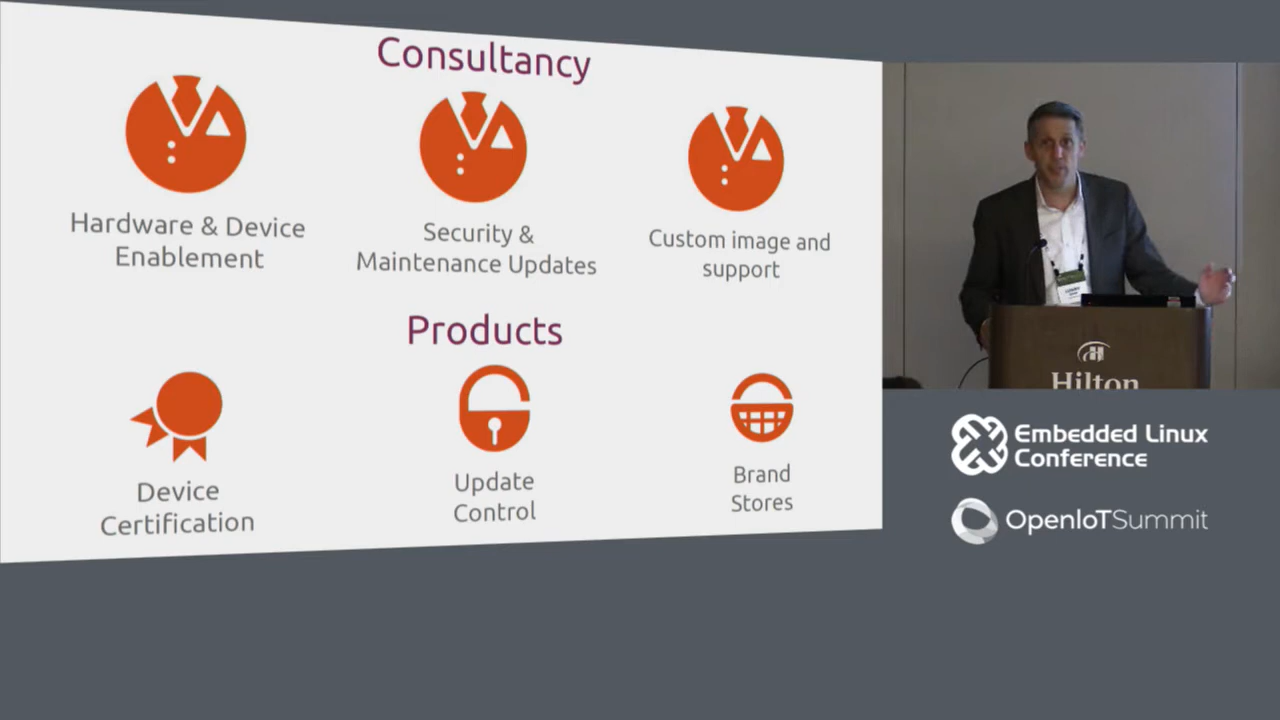 Consultancy
Hardware & Device
Enablement
Security &
Maintenance Updates
Custom image and
support
Products
Device
Certification
Update
Control
Brand
Stores
Hilton
Embedded Linux
Conference
OpenIoTSummit